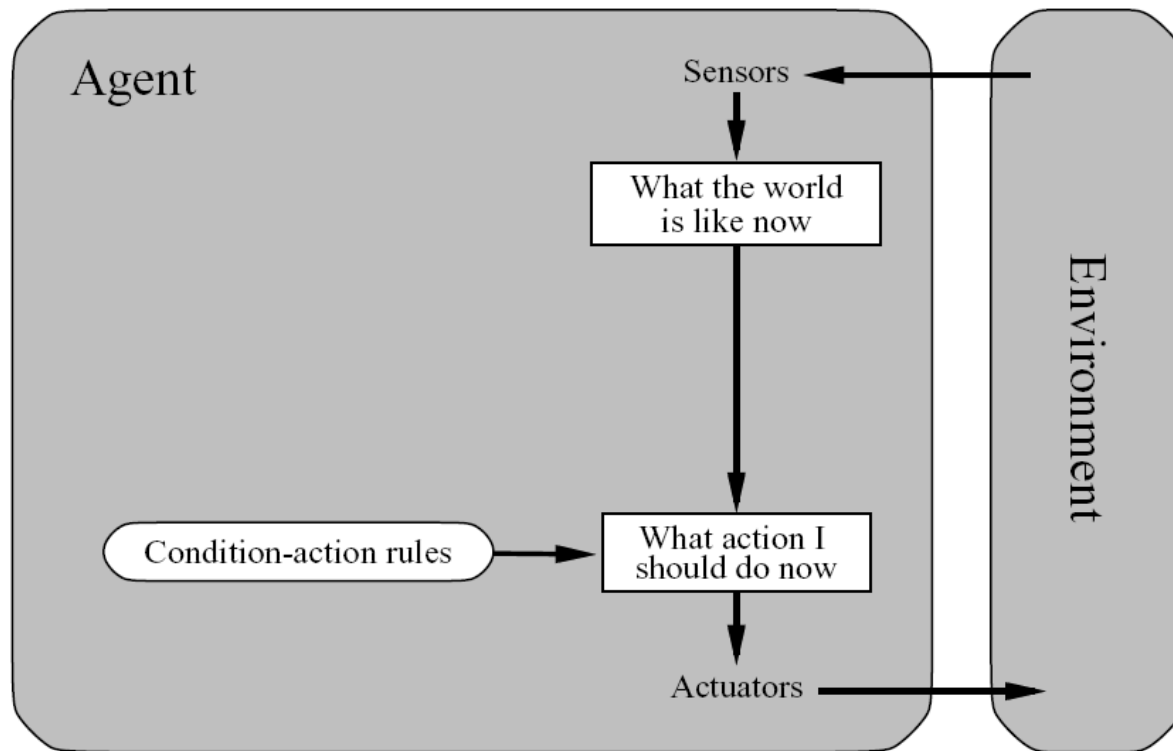 Agent
Sensors
What the world
is like now
Environment
Condition-action rules
What action I
should do now
Actuators